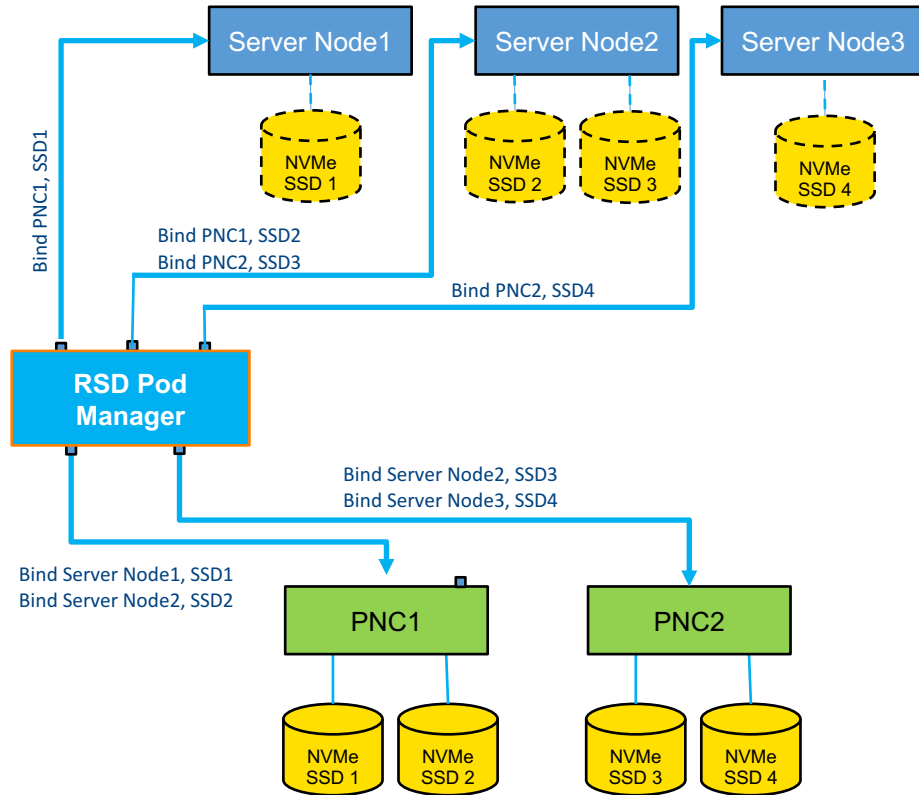 Server Node1
Server Node2
Server Node3
NVMe
SSD 1
NVMe
SSD 2
NVMe
SSD 3
NVMe
SSD 4
Bind PNC1, SSD1
Bind PNC1, SSD2
Bind PNC2, SSD3
Bind PNC2, SSD4
RSD Pod
Manager
Bind Server Node2, SSD3
Bind Server Node3, SSD4
Bind Server Node1, SSD1
Bind Server Node2, SSD2
PNC1
PNC2
NVMe
SSD 1
NVMe
SSD 2
NVMe
SSD 3
NVMe
SSD 4